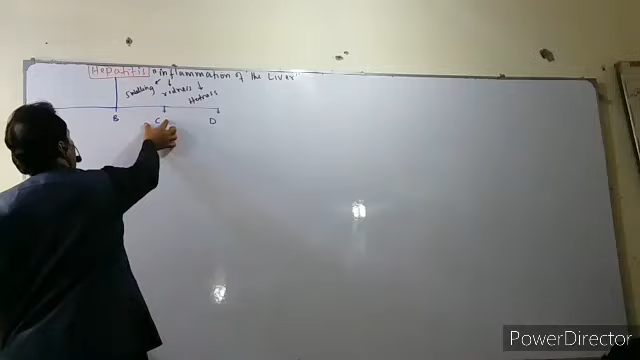 Hepatitis "inflammation of "the Liver"
swelling redness Hotness
B C D
PowerDirector